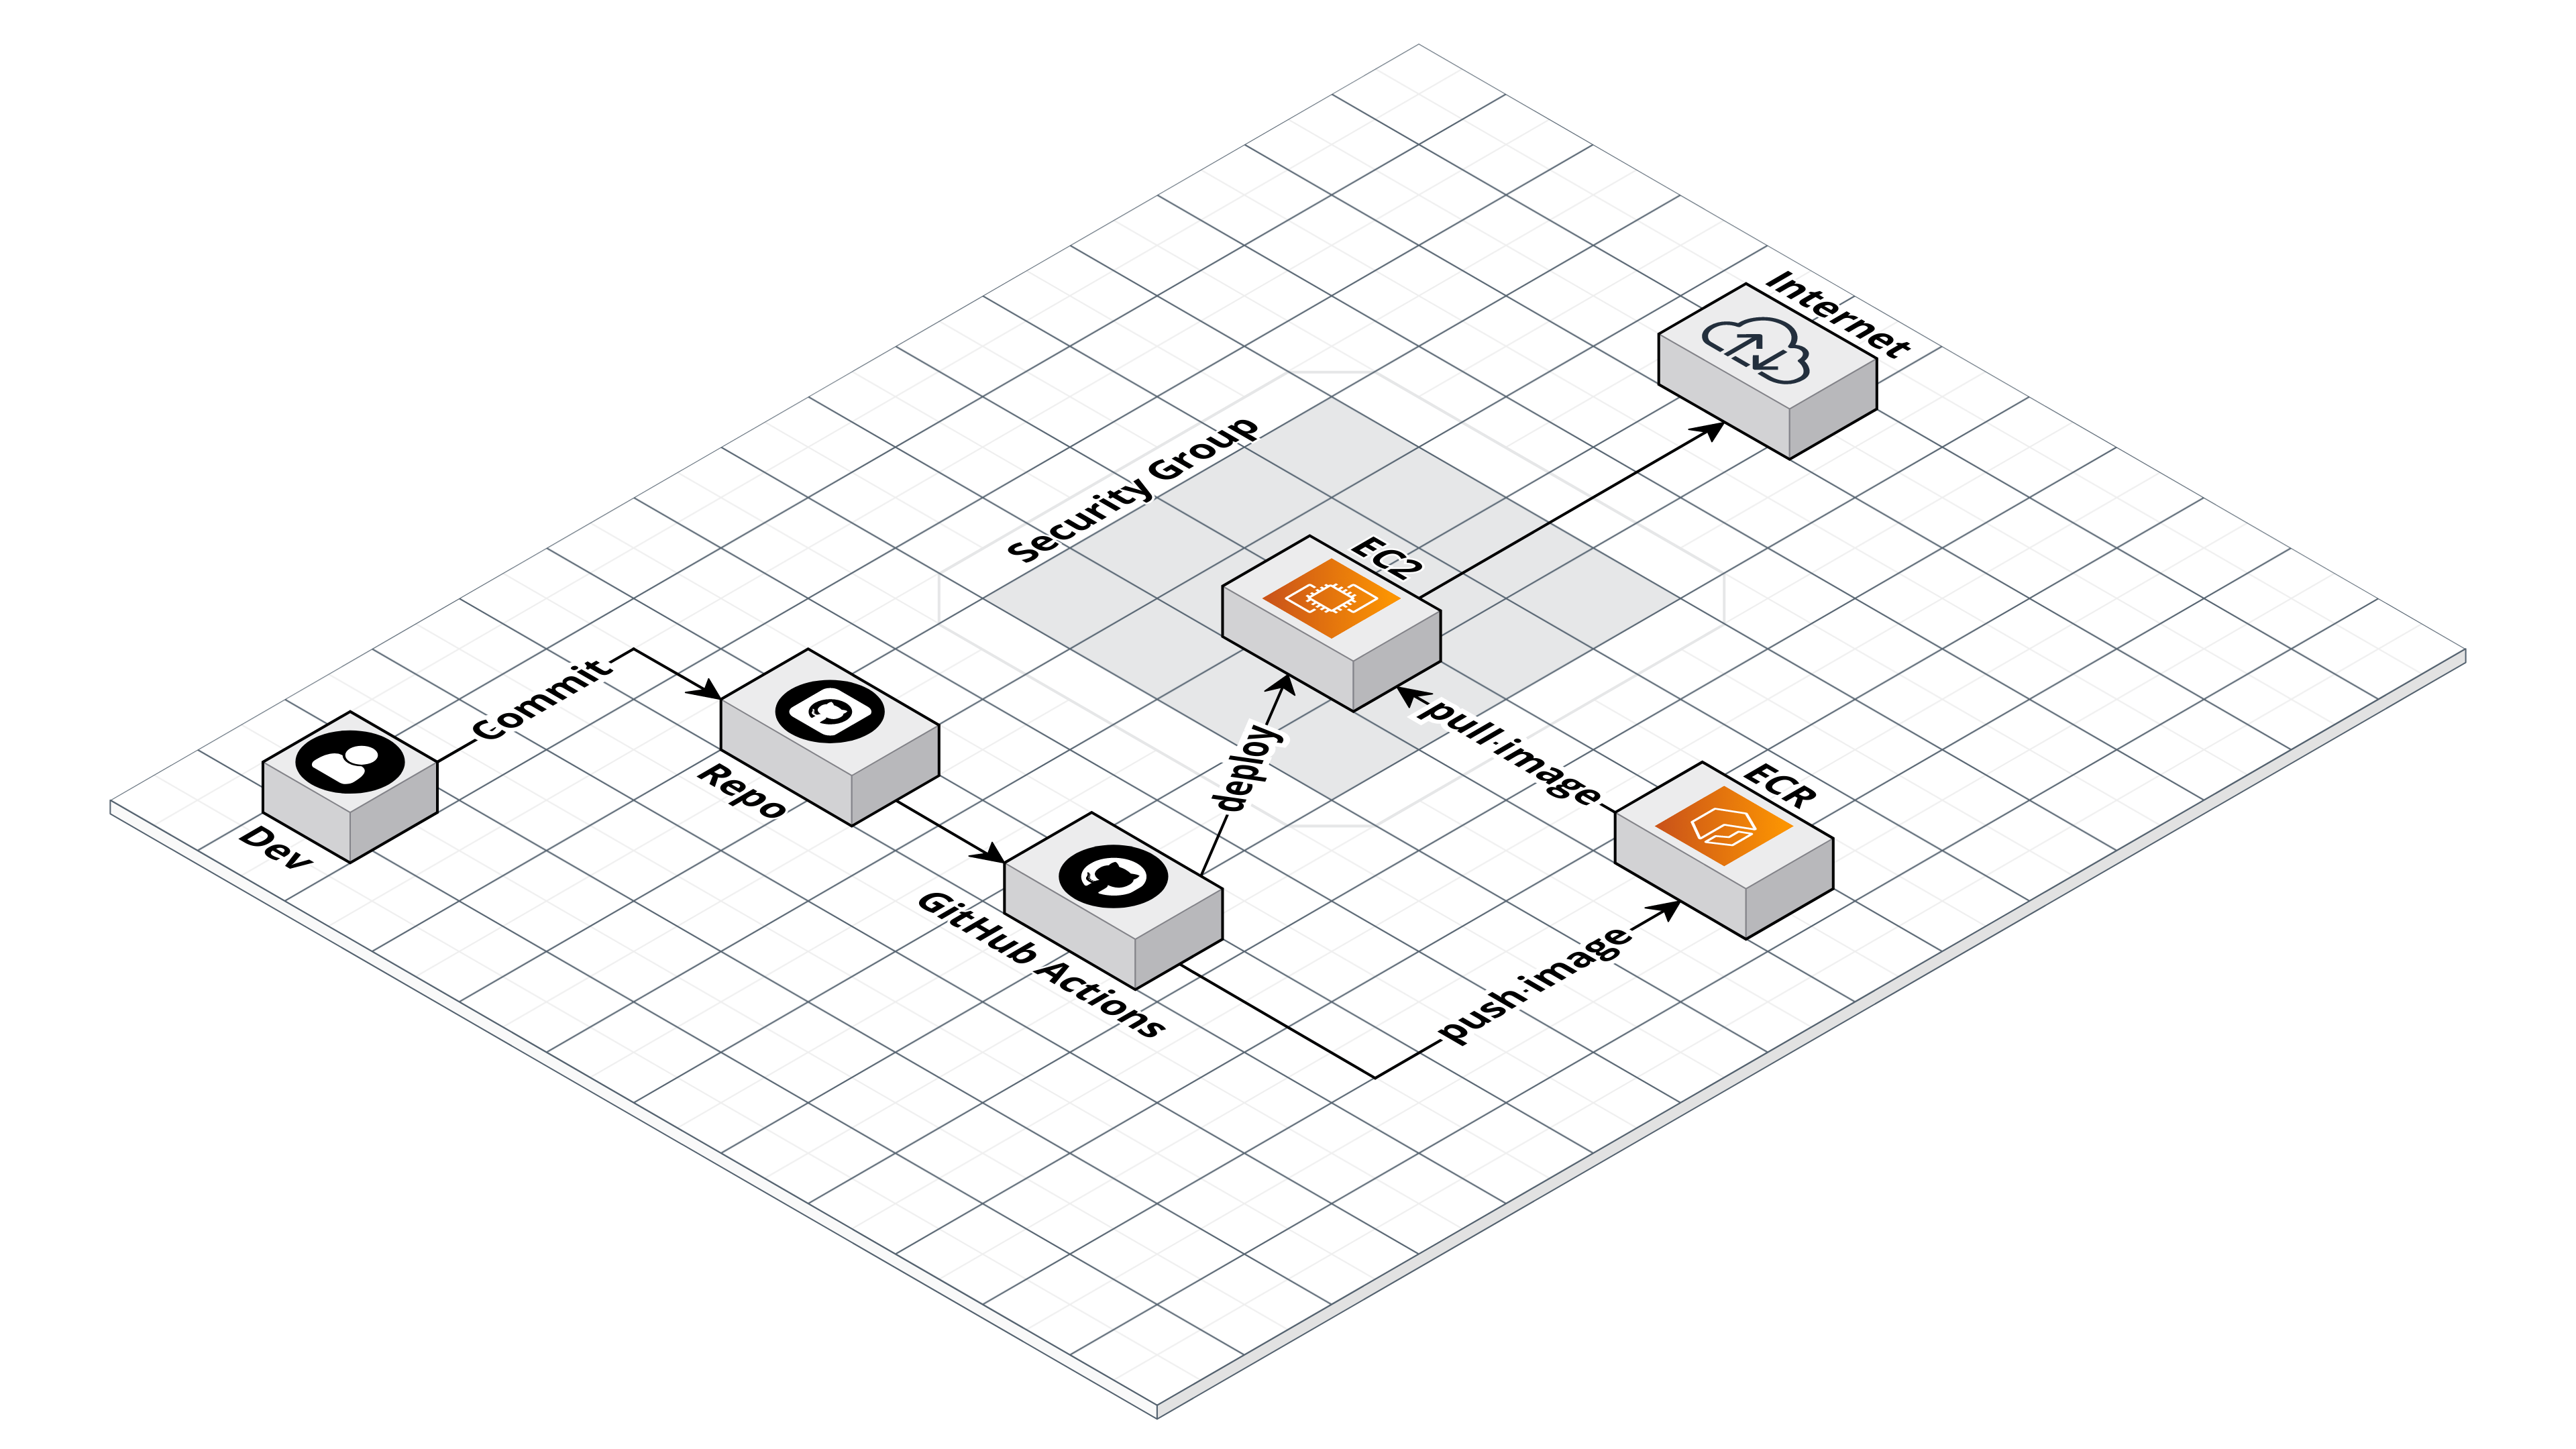 Internet
Security Group
EC2
Commit
pull-image
deploy
ECR
Repo
Dev
GitHub Actions
push-image